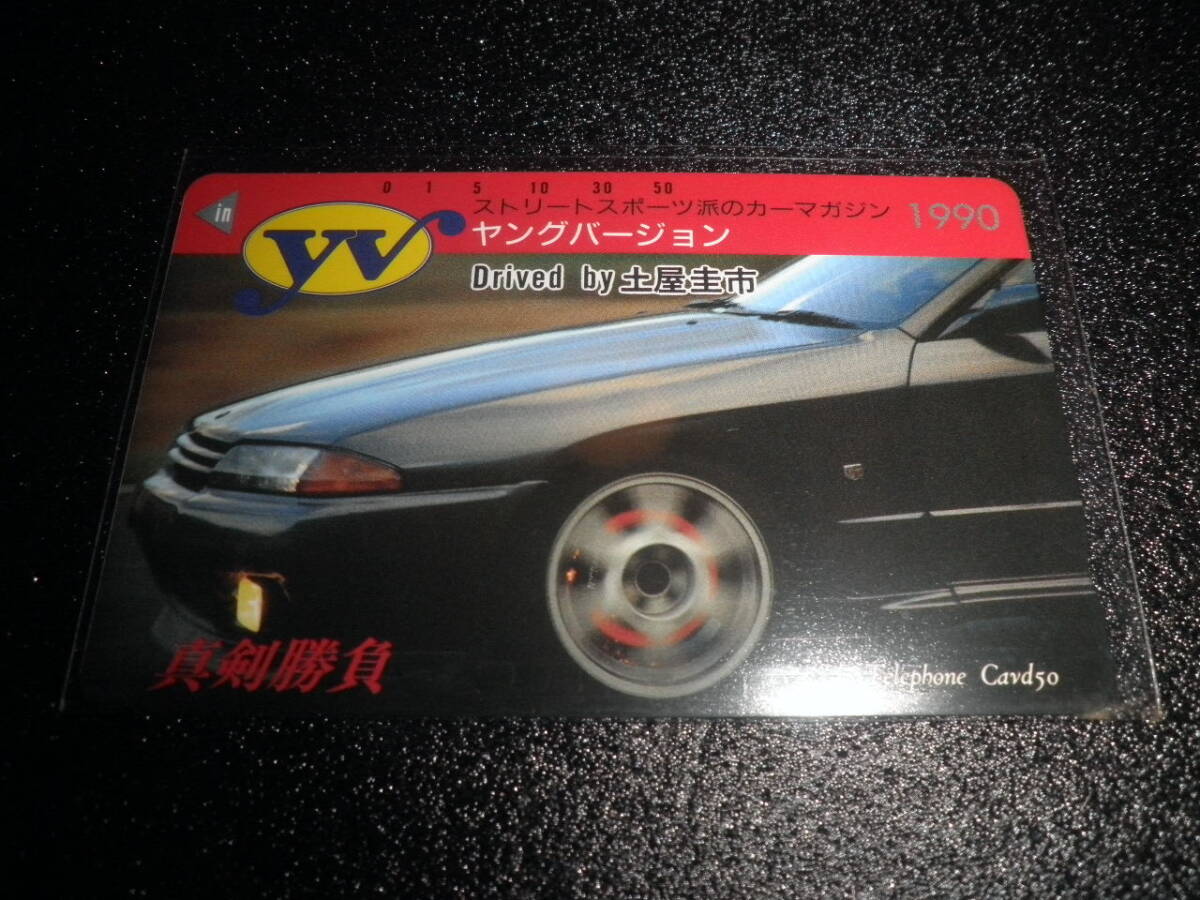 0 1 5 10 30 50
in
yv
ストリートスポーツ派のカーマガジン
1990
ヤングバージョン
Drived by 土屋圭市
真剣勝負
Telephone Cavd50